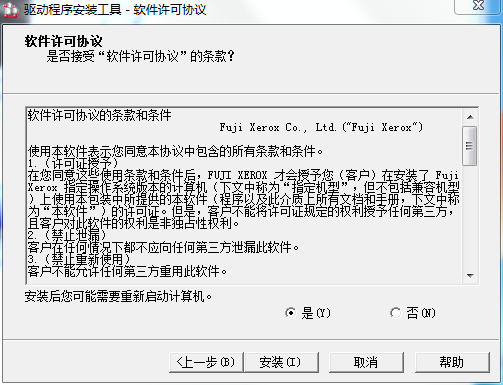 驱动程序安装工具 - 软件许可协议
软件许可协议
是否接受“软件许可协议”的条款?
软件许可协议的条款和条件
Fuji Xerox Co., Ltd.("Fuji Xerox")
使用本软件表示您同意本协议中包含的所有条款和条件。
1.(许可证授予)
在您同意这些使用条款和条件后，FUJI XEROX 才会授予您（客户）在安装了 Fuji
Xerox 指定操作系统版本的计算机（下文中称为“指定机型”，但不包括兼容机型
）上使用本包装中所提供的本软件（程序以及此介质上所有文档和手册，下文中称
为“本软件”）的许可证。但是，客户不能将许可证规定的权利授予任何第三方，
且客户对此软件的权利是非独占性权利。
2.(禁止泄漏)
客户在任何情况下都不应向任何第三方泄漏此软件。
3.(禁止重新使用)
客户不能允许任何第三方重用此软件。
安装后您可能需要重新启动计算机。
是(Y) 否(N)
<上一步(B) 安装(I) 取消 帮助